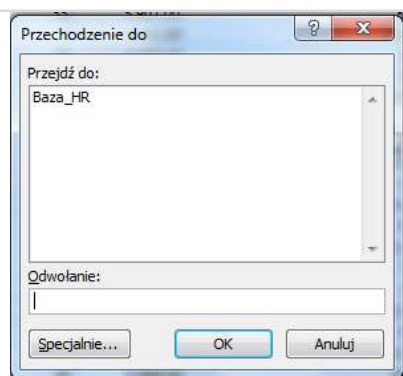 Przechodzenie do
Przejdź do:
Baza_HR
Odwołanie:
Specjalnie...
OK
Anuluj